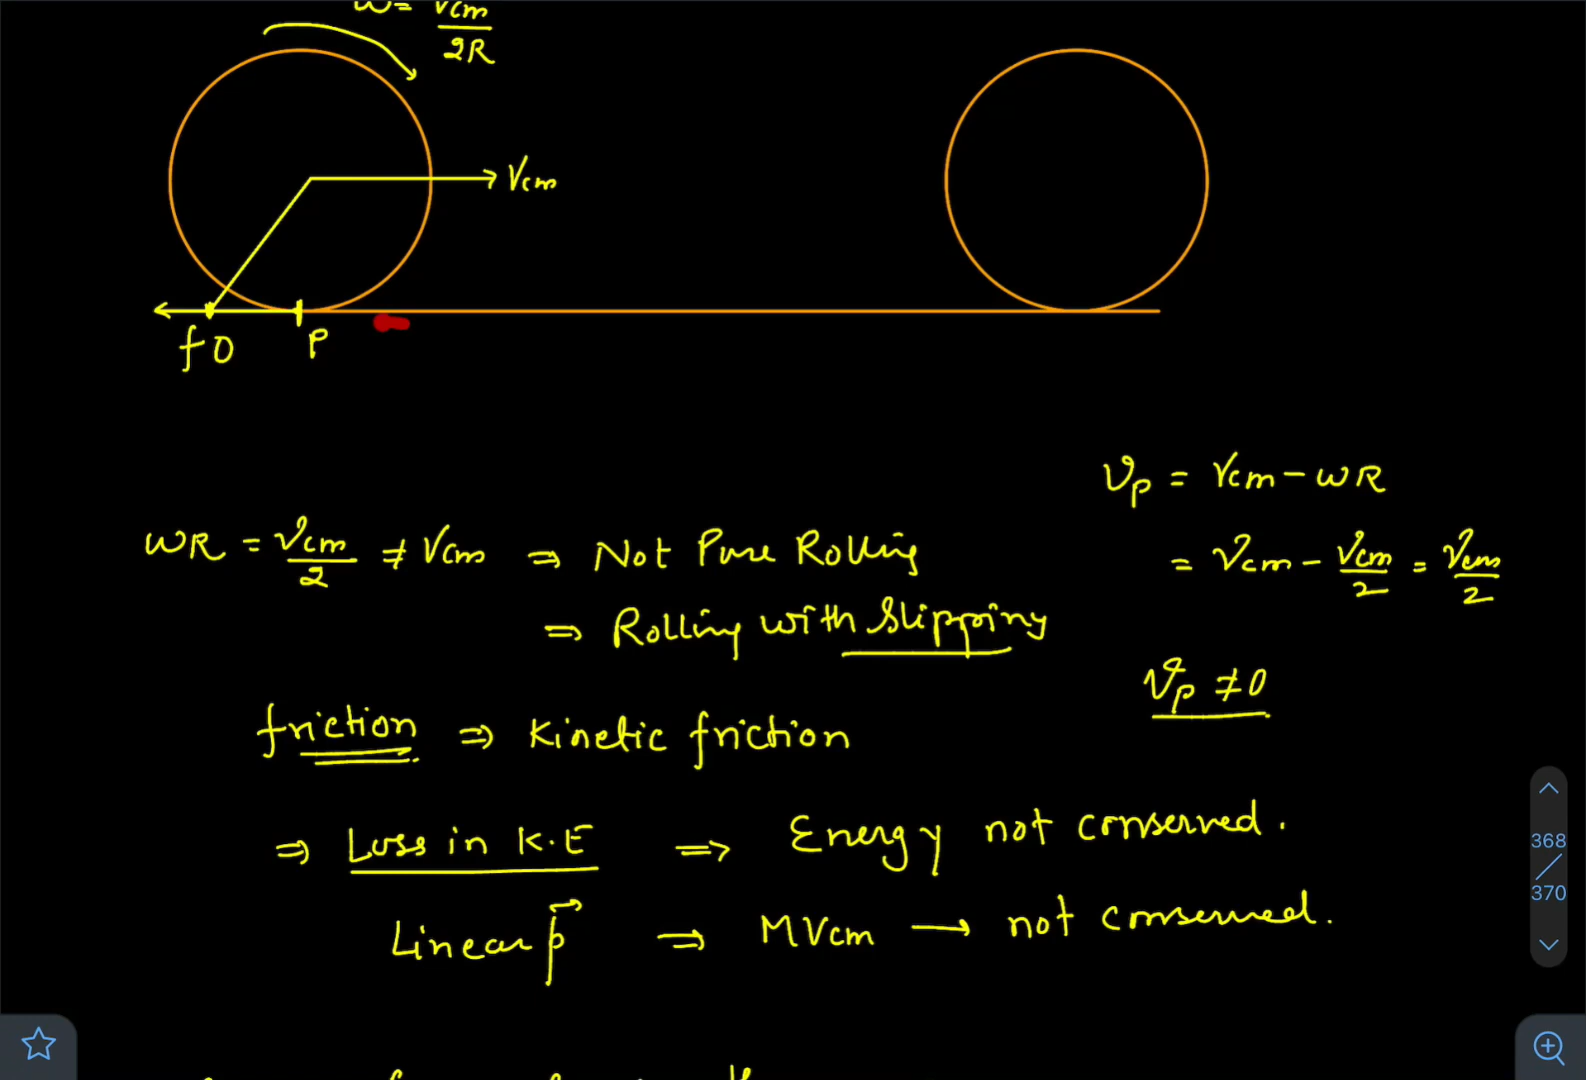 ω = Vcm
2R
Vcm
f O P
Vp = Vcm - ωR
= Vcm - Vcm/2 = Vcm/2
ωR = Vcm/2 ≠ Vcm ⇒ Not Pure Rolling
⇒ Rolling with Slipping
Vp ≠ 0
friction ⇒ Kinetic friction
⇒ Loss in K.E ⇒ Energy not conserved.
Linear p⃗ ⇒ MVcm → not conserved.
368
370